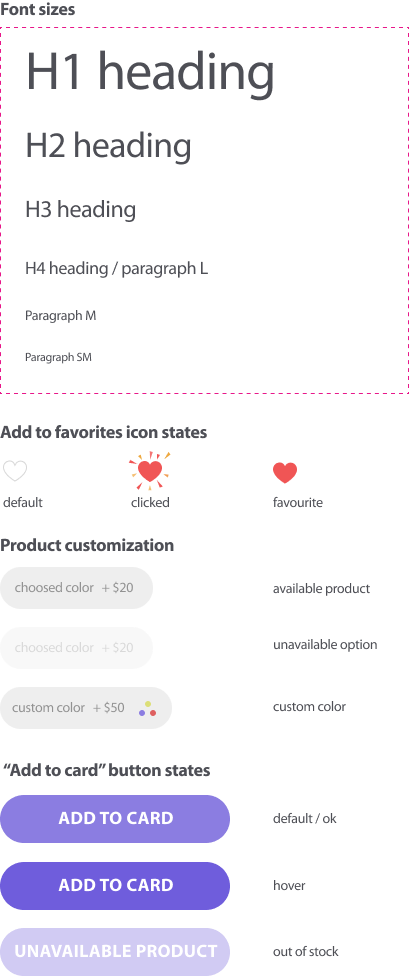 Font sizes
H1 heading
H2 heading
H3 heading
H4 heading / paragraph L
Paragraph M
Paragraph SM
Add to favorites icon states
default clicked favourite
Product customization
choosed color + $20 available product
choosed color + $20 unavailable option
custom color + $50 custom color
“Add to card” button states
ADD TO CARD default / ok
ADD TO CARD hover
UNAVAILABLE PRODUCT out of stock